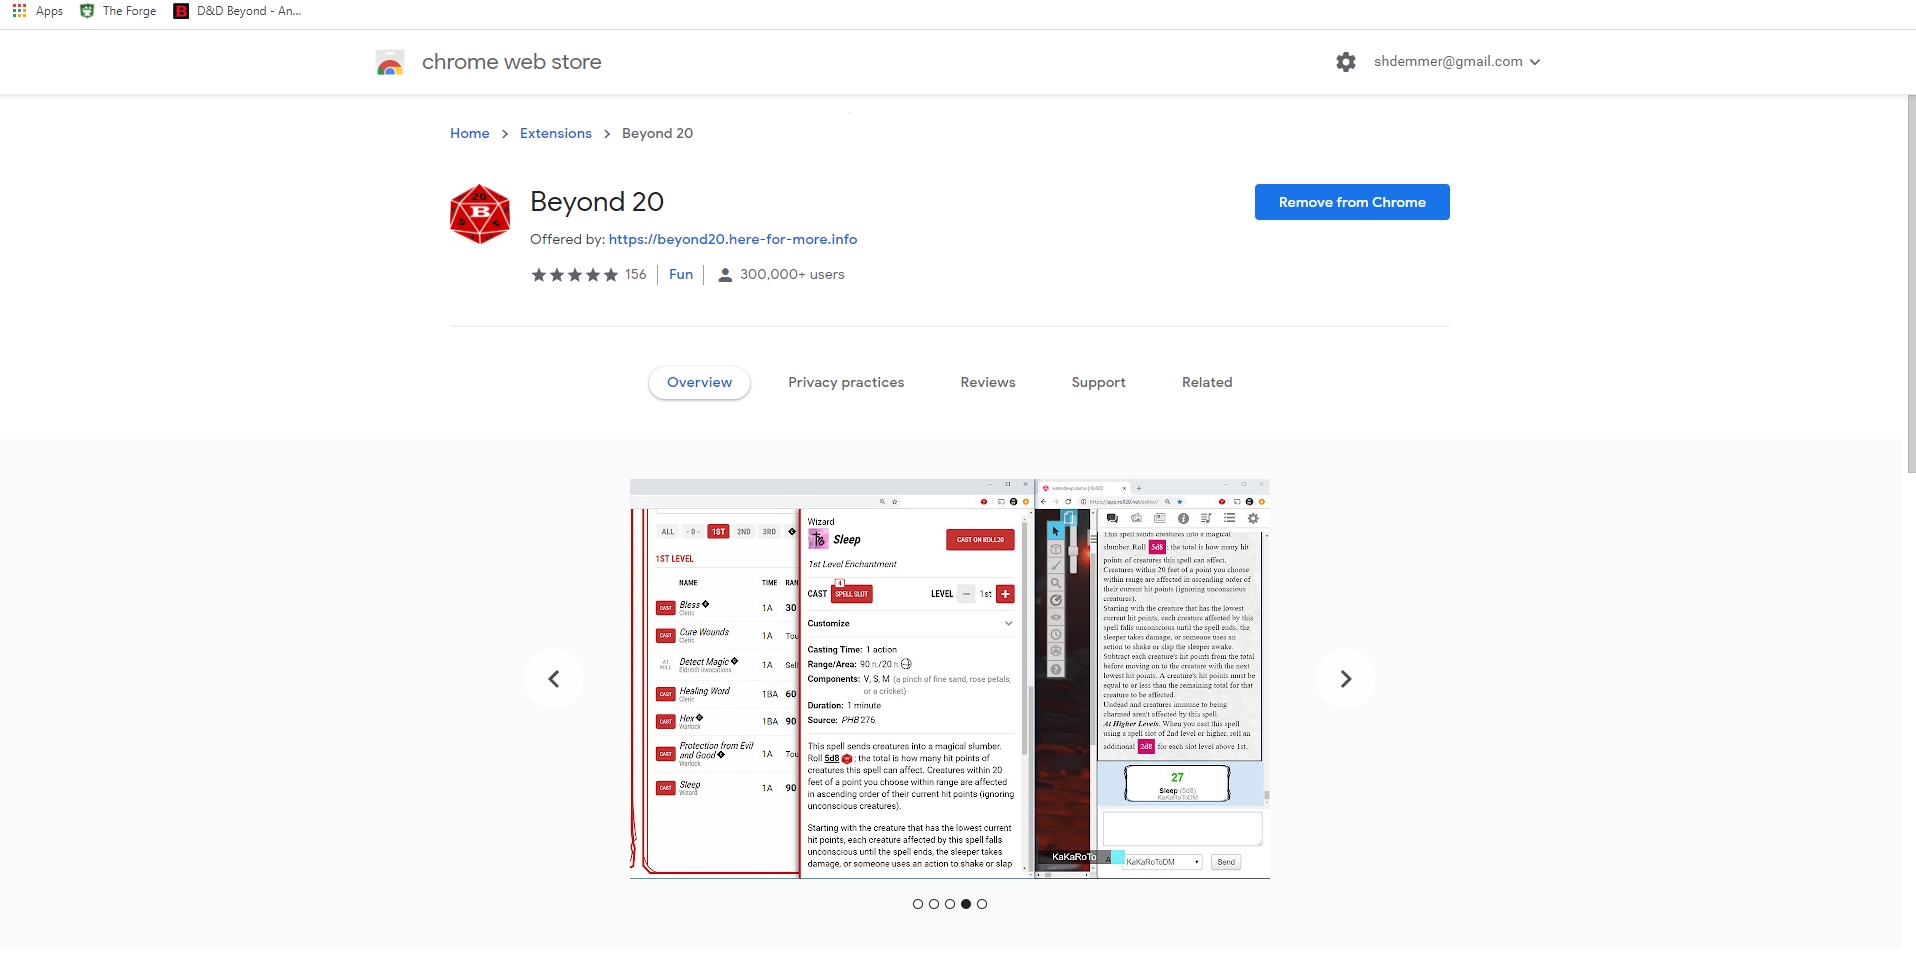 Apps The Forge D&D Beyond - An...
chrome web store
shdemmer@gmail.com
Home > Extensions > Beyond 20
Beyond 20
Remove from Chrome
Offered by: https://beyond20.here-for-more.info
156 Fun 300,000+ users
Overview Privacy practices Reviews Support Related
ALL - 0 - 1ST 2ND 3RD
1ST LEVEL
NAME TIME RAN
CAST Bless 1A 30
Cleric
CAST Cure Wounds 1A Tou
Cleric
AT WILL Detect Magic 1A Self
Eldritch Invocations
CAST Healing Word 1BA 60
Cleric
CAST Hex 1BA 90
Warlock
CAST Protection from Evil
and Good 1A Tou
Warlock
CAST Sleep 1A 90
Wizard
Wizard
Sleep
CAST ON ROLL20
1st Level Enchantment
4
CAST SPELL SLOT LEVEL − 1st +
Customize
Casting Time: 1 action
Range/Area: 90 ft./20 ft.
Components: V, S, M (a pinch of fine sand, rose petals,
or a cricket)
Duration: 1 minute
Source: PHB 276
This spell sends creatures into a magical slumber.
Roll 5d8 ; the total is how many hit points of
creatures this spell can affect. Creatures within 20
feet of a point you choose within range are affected
in ascending order of their current hit points (ignoring
unconscious creatures).
Starting with the creature that has the lowest current
hit points, each creature affected by this spell falls
unconscious until the spell ends, the sleeper takes
damage, or someone uses an action to shake or slap
waterdeep demo | Roll20
https://app.roll20.net/editor/
This spell sends creatures into a magical
slumber. Roll 5d8 ; the total is how many hit
points of creatures this spell can affect.
Creatures within 20 feet of a point you choose
within range are affected in ascending order of
their current hit points (ignoring unconscious
creatures).
Starting with the creature that has the lowest
current hit points, each creature affected by this
spell falls unconscious until the spell ends, the
sleeper takes damage, or someone uses an
action to shake or slap the sleeper awake.
Subtract each creature's hit points from the total
before moving on to the creature with the next
lowest hit points. A creature's hit points must be
equal to or less than the remaining total for that
creature to be affected.
Undead and creatures immune to being
charmed aren't affected by this spell.
At Higher Levels. When you cast this spell
using a spell slot of 2nd level or higher, roll an
additional 2d8 for each slot level above 1st.
27
Sleep (5d8)
KaKaRoToDM
KaKaRoTo
KaKaRoToDM Send